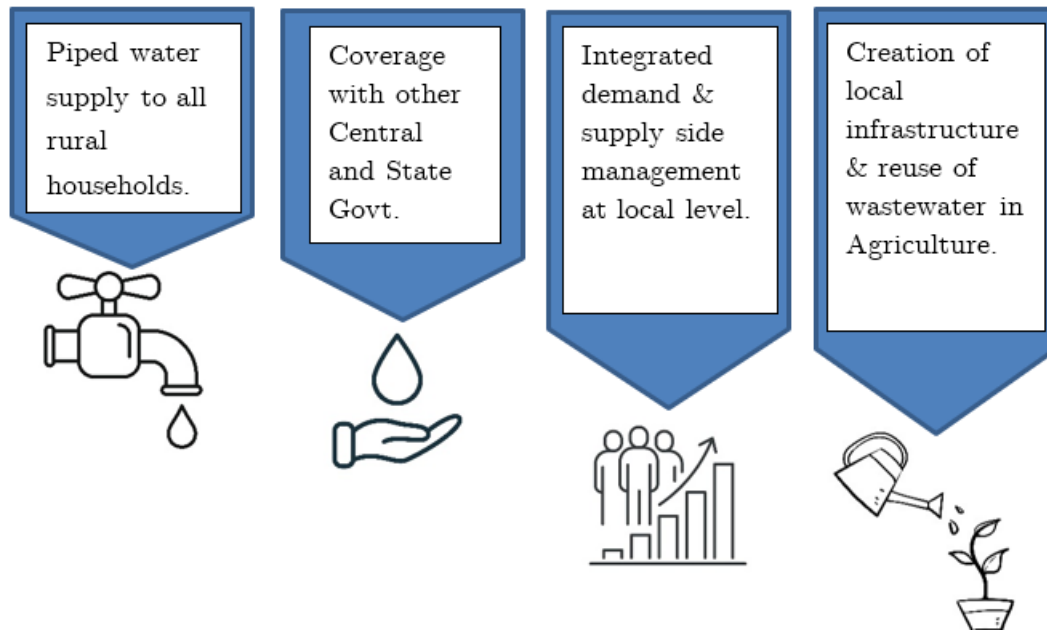 Piped water
supply to all
rural
households.
Coverage
with other
Central
and State
Govt.
Integrated
demand &
supply side
management
at local level.
Creation of
local
infrastructure
& reuse of
wastewater in
Agriculture.